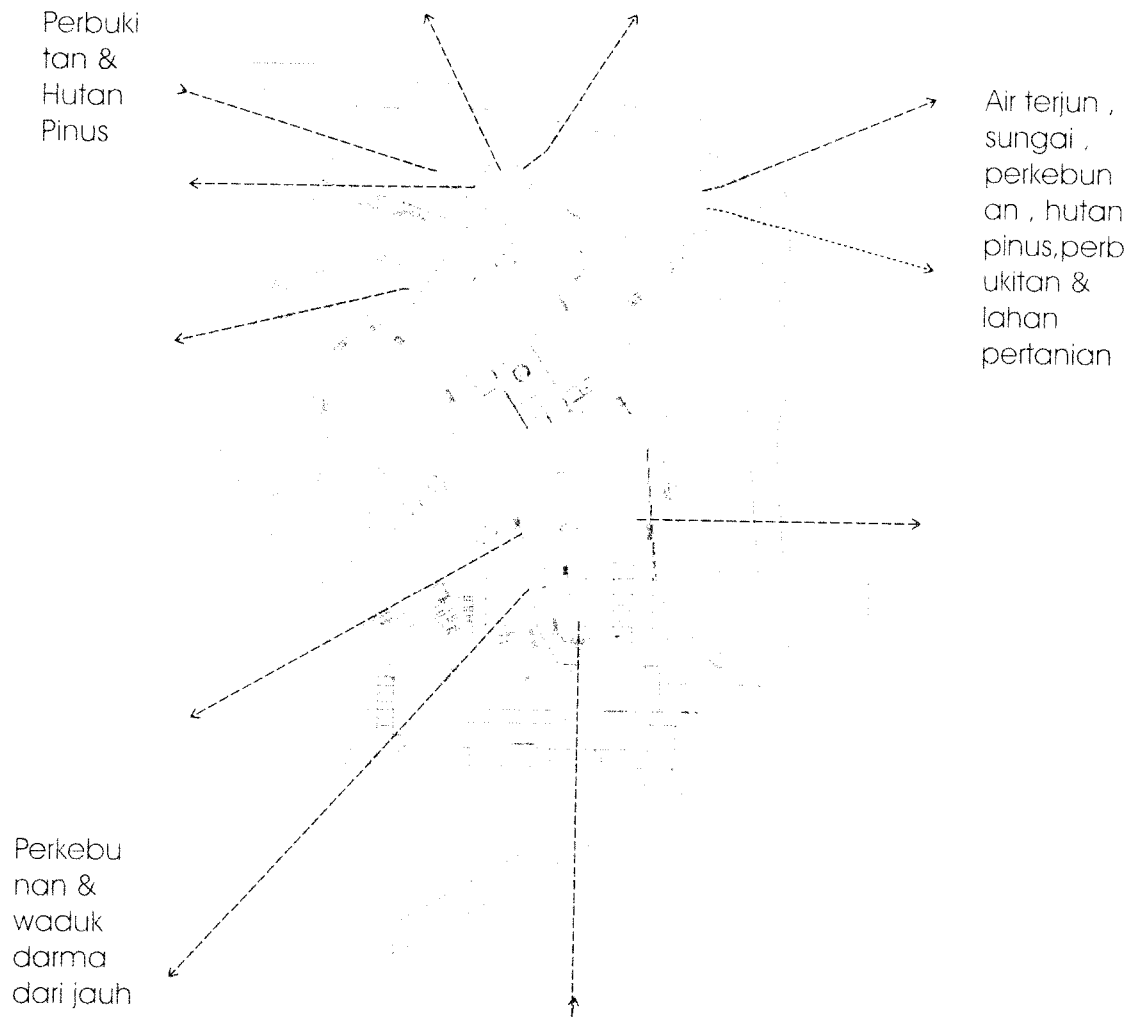 Perbuki
tan &
Hutan
Pinus
Air terjun ,
sungai ,
perkebun
an , hutan
pinus,perb
ukitan &
lahan
pertanian
Perkebu
nan &
waduk
darma
dari jauh